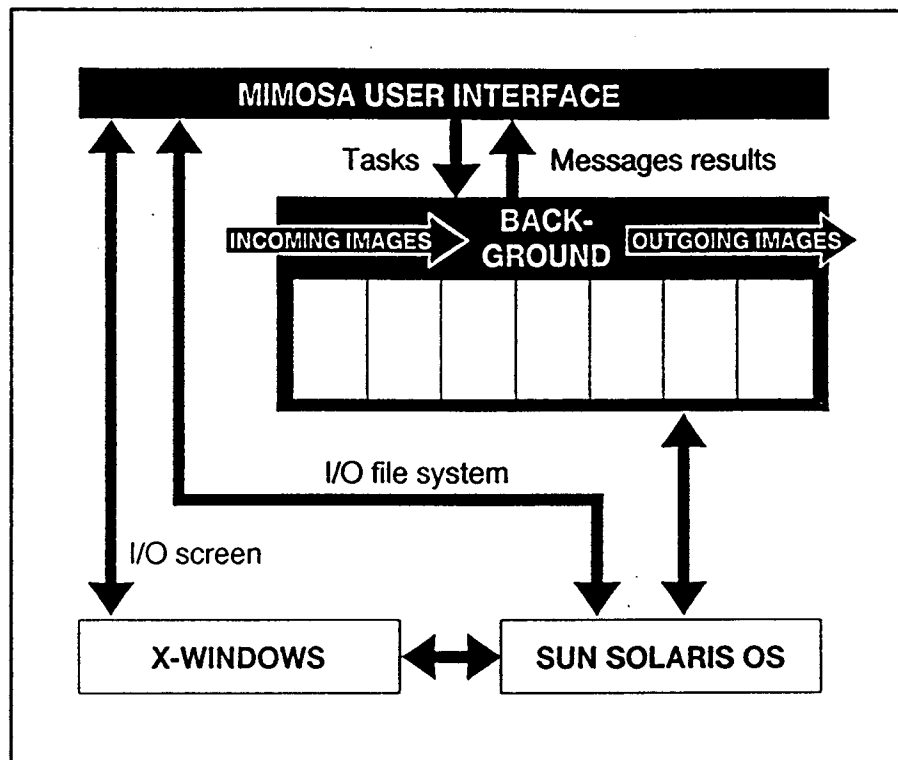 MIMOSA USER INTERFACE
Tasks
Messages results
BACK-
GROUND
INCOMING IMAGES
OUTGOING IMAGES
I/O file system
I/O screen
X-WINDOWS
SUN SOLARIS OS